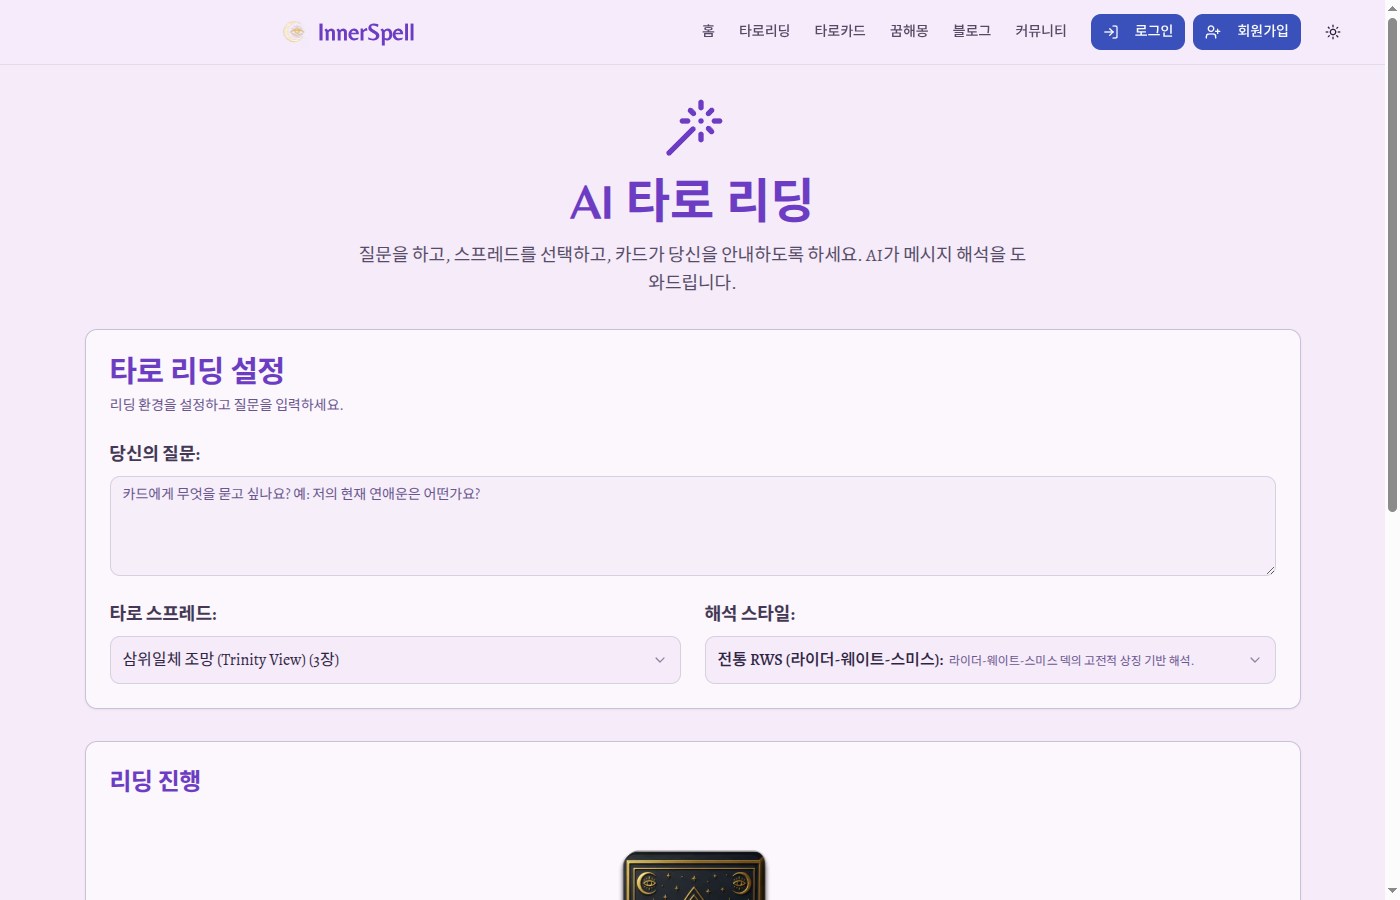 InnerSpell
홈 타로리딩 타로카드 꿈해몽 블로그 커뮤니티 로그인 회원가입
AI 타로 리딩
질문을 하고, 스프레드를 선택하고, 카드가 당신을 안내하도록 하세요. AI가 메시지 해석을 도
와드립니다.
타로 리딩 설정
리딩 환경을 설정하고 질문을 입력하세요.
당신의 질문:
카드에게 무엇을 묻고 싶나요? 예: 저의 현재 연애운은 어떤가요?
타로 스프레드:
삼위일체 조망 (Trinity View) (3장)
해석 스타일:
전통 RWS (라이더-웨이트-스미스): 라이더-웨이트-스미스 덱의 고전적 상징 기반 해석.
리딩 진행